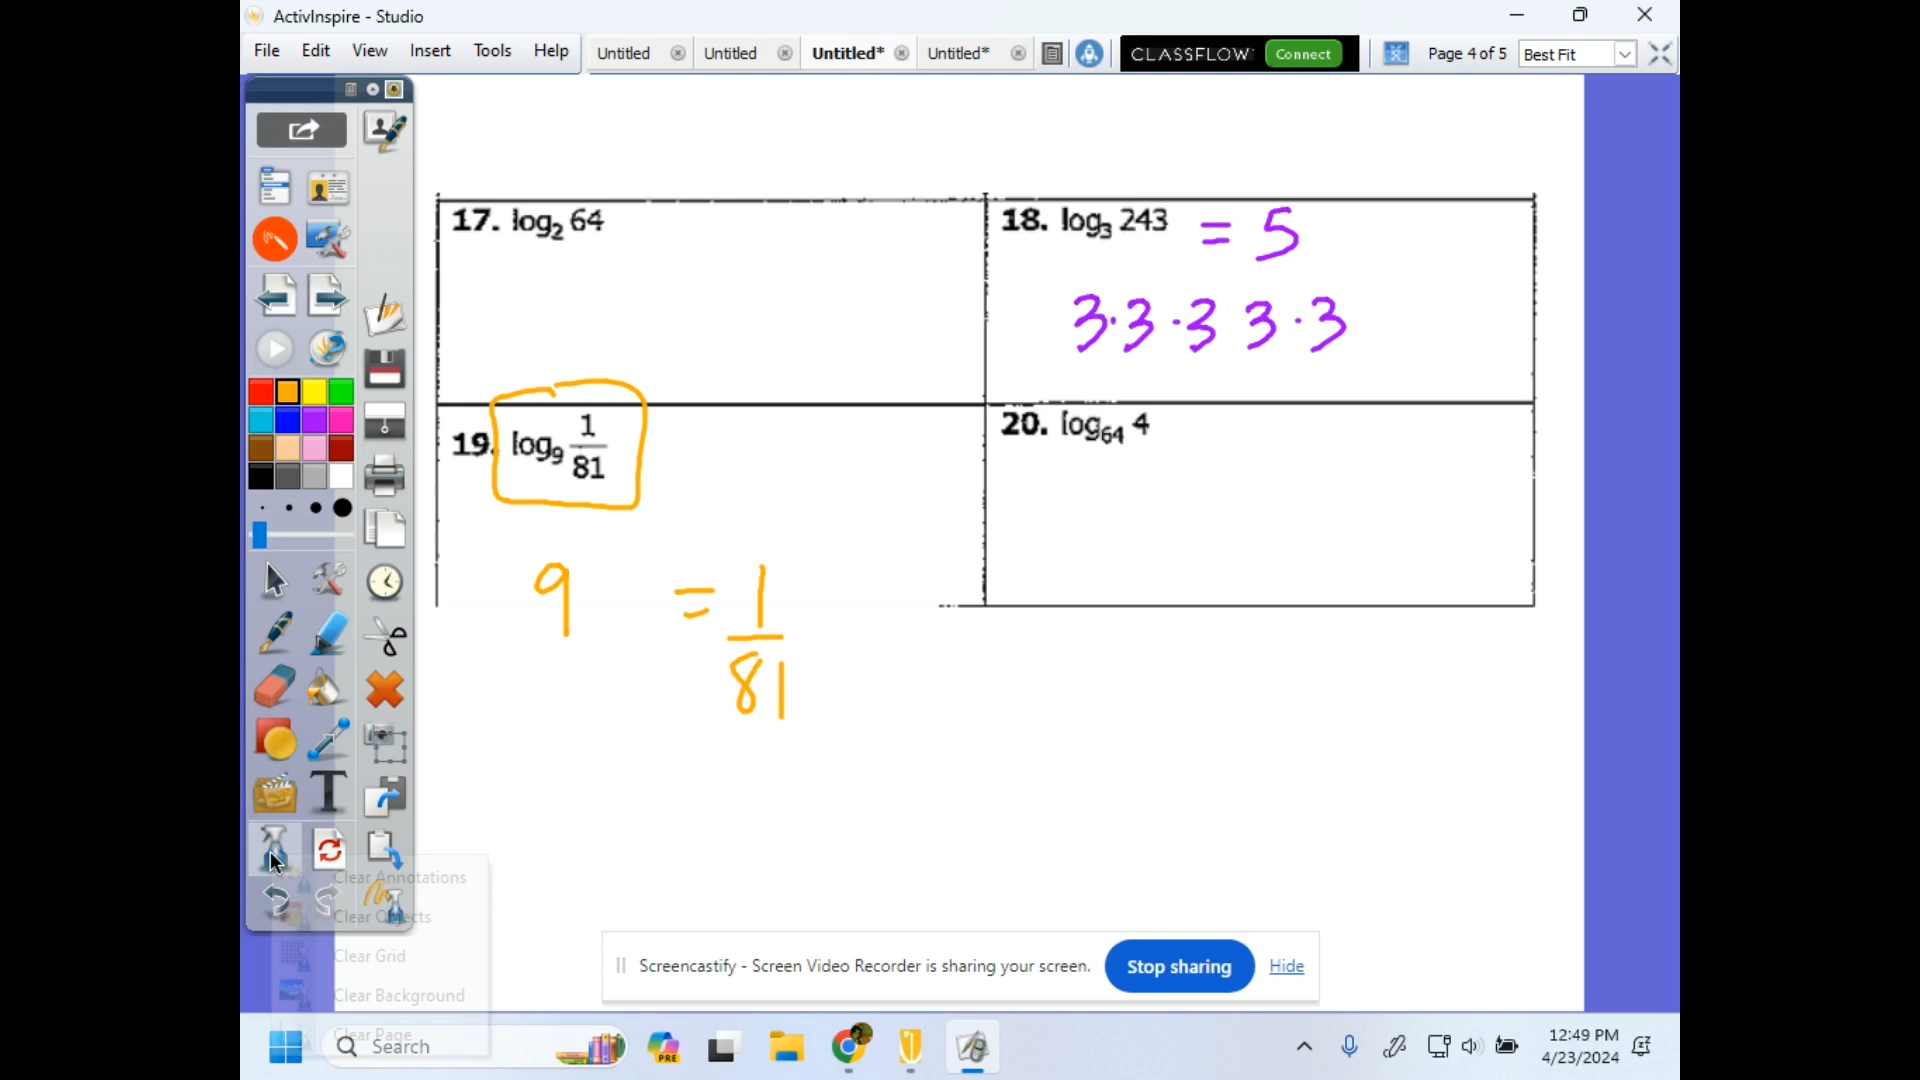 ActivInspire - Studio
File Edit View Insert Tools Help
Untitled Untitled Untitled* Untitled*
CLASSFLOW Connect
Page 4 of 5 Best Fit
17. log₂ 64
18. log₃ 243 = 5
3·3·3 3·3
19. log₉ 1/81
20. log₆₄ 4
9 = 1/81
T
Clear Annotations
Clear Objects
Clear Grid
Clear Background
Clear Page
Screencastify - Screen Video Recorder is sharing your screen. Stop sharing Hide
Search
PRE
12:49 PM
4/23/2024